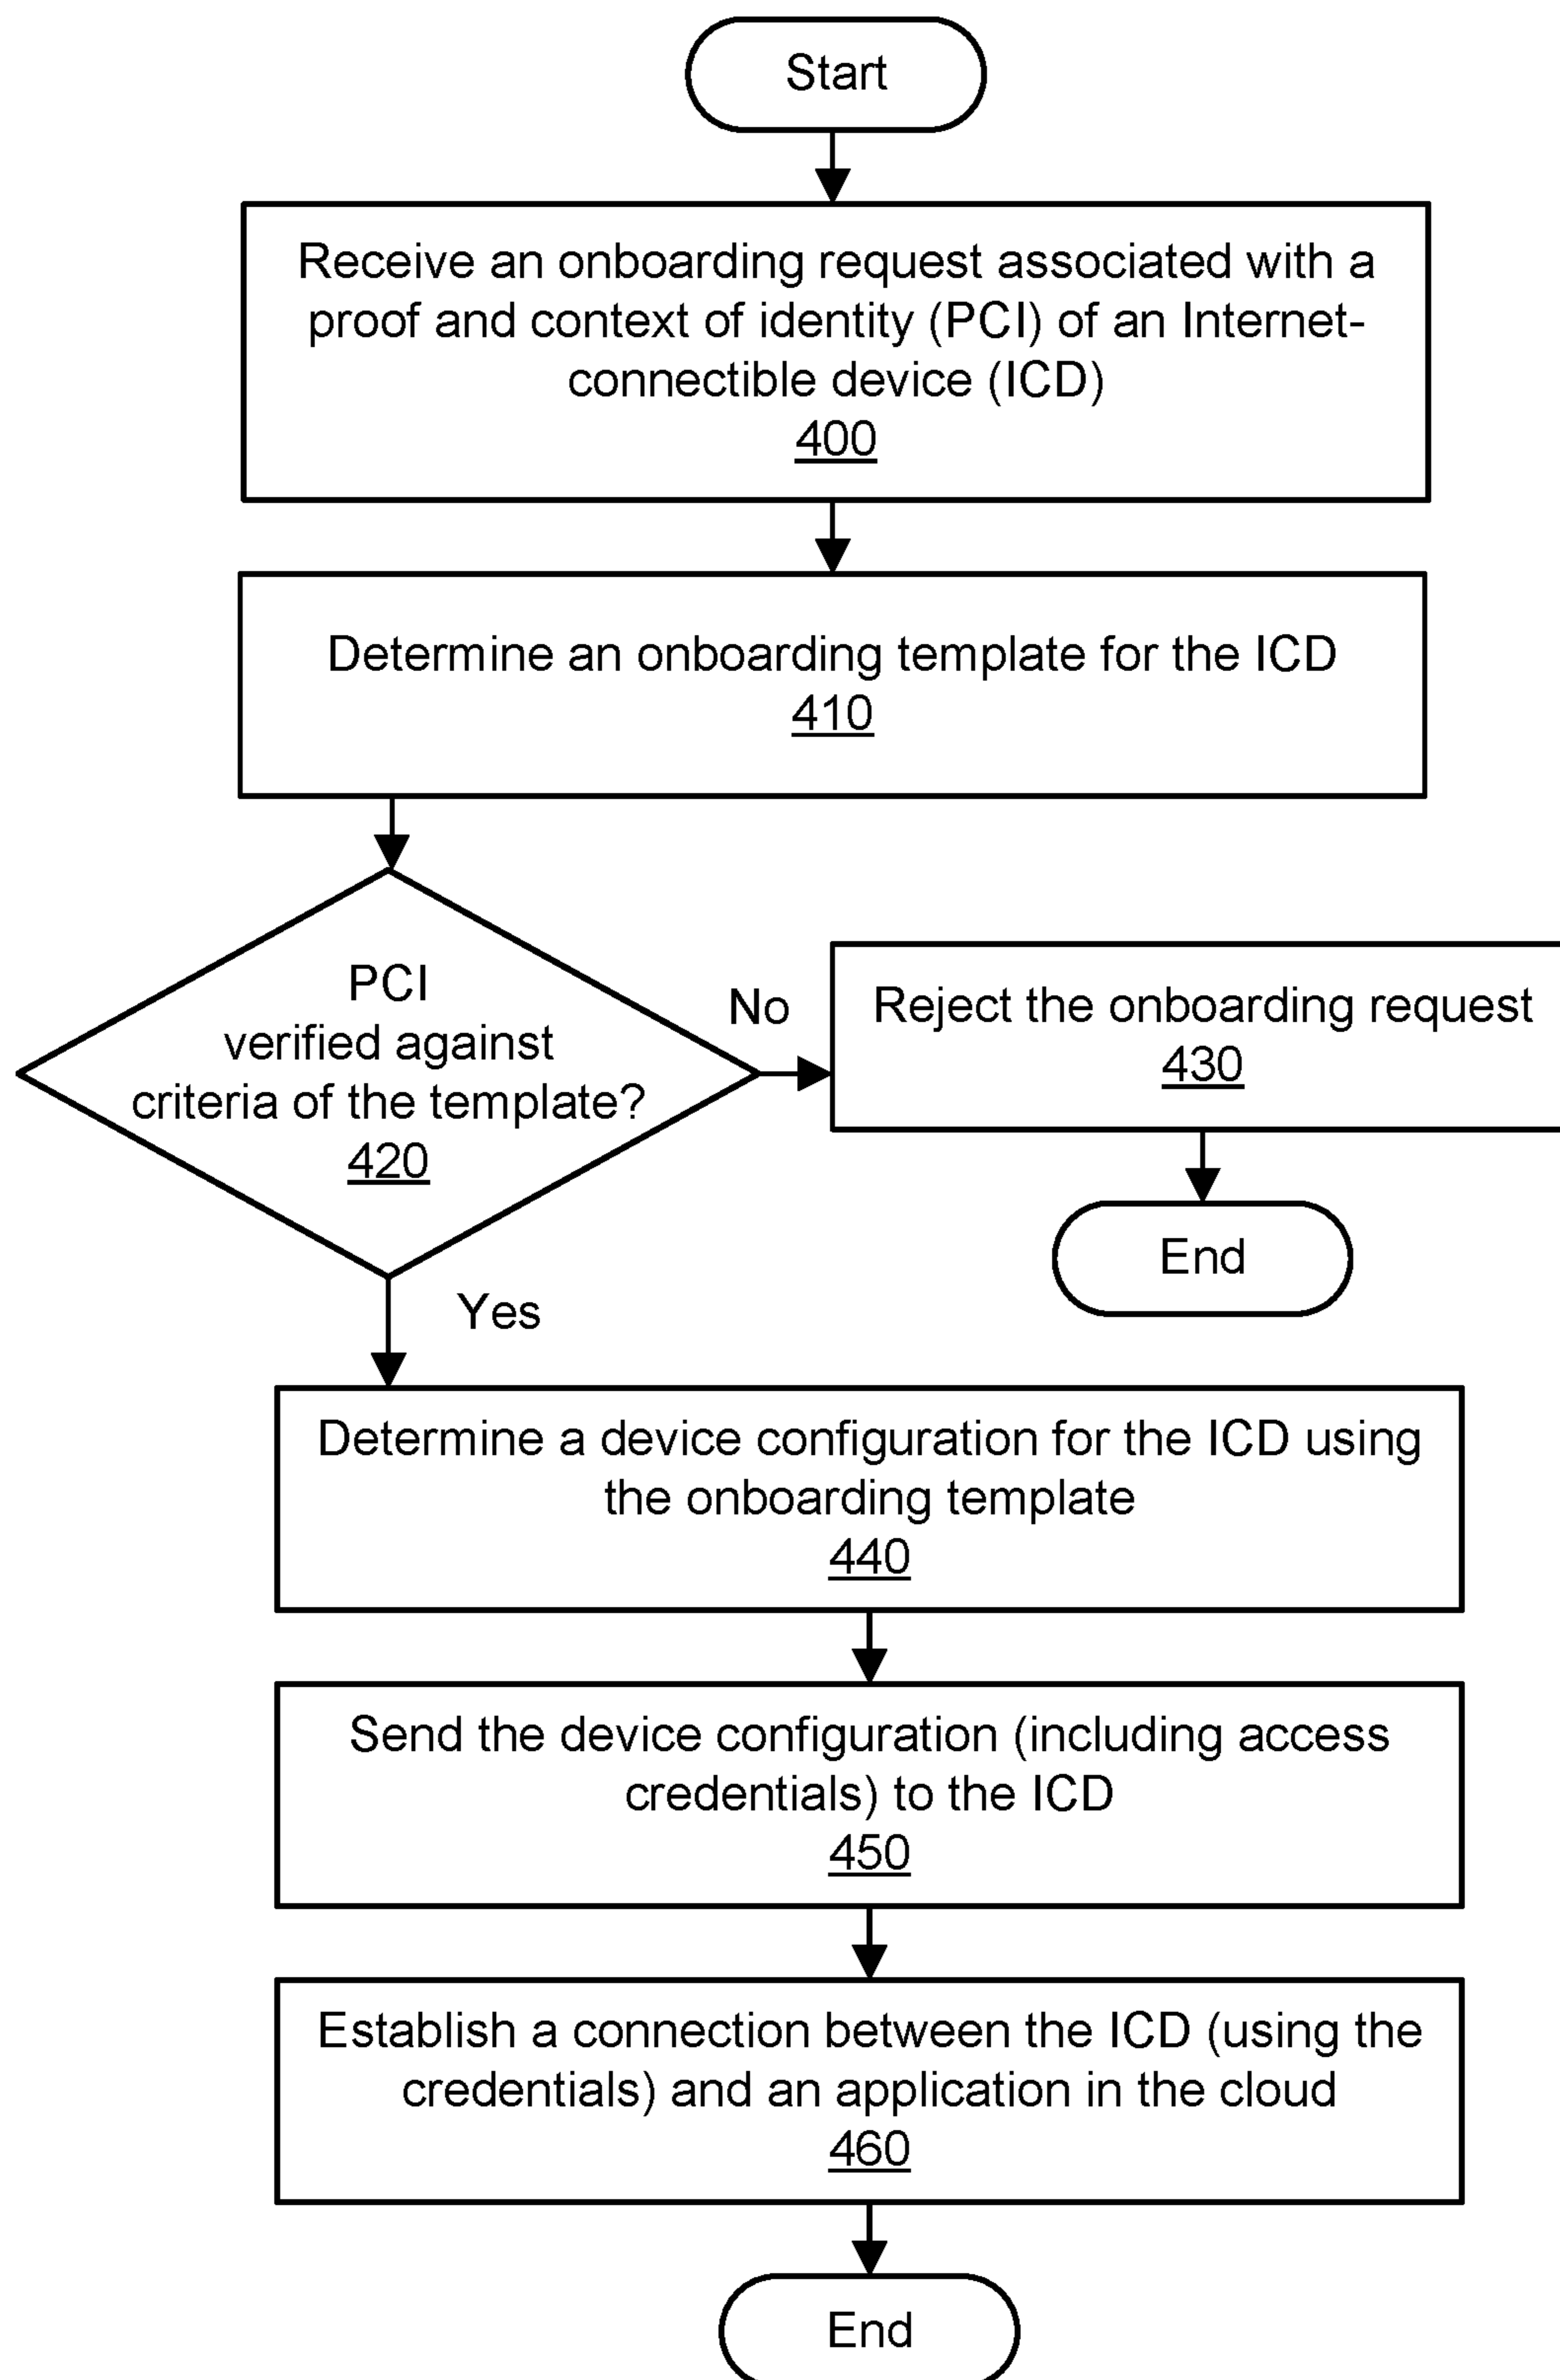 Start
Receive an onboarding request associated with a
proof and context of identity (PCI) of an Internet-
connectible device (ICD)
400
Determine an onboarding template for the ICD
410
PCI
verified against
criteria of the template?
420
No
Reject the onboarding request
430
End
Yes
Determine a device configuration for the ICD using
the onboarding template
440
Send the device configuration (including access
credentials) to the ICD
450
Establish a connection between the ICD (using the
credentials) and an application in the cloud
460
End